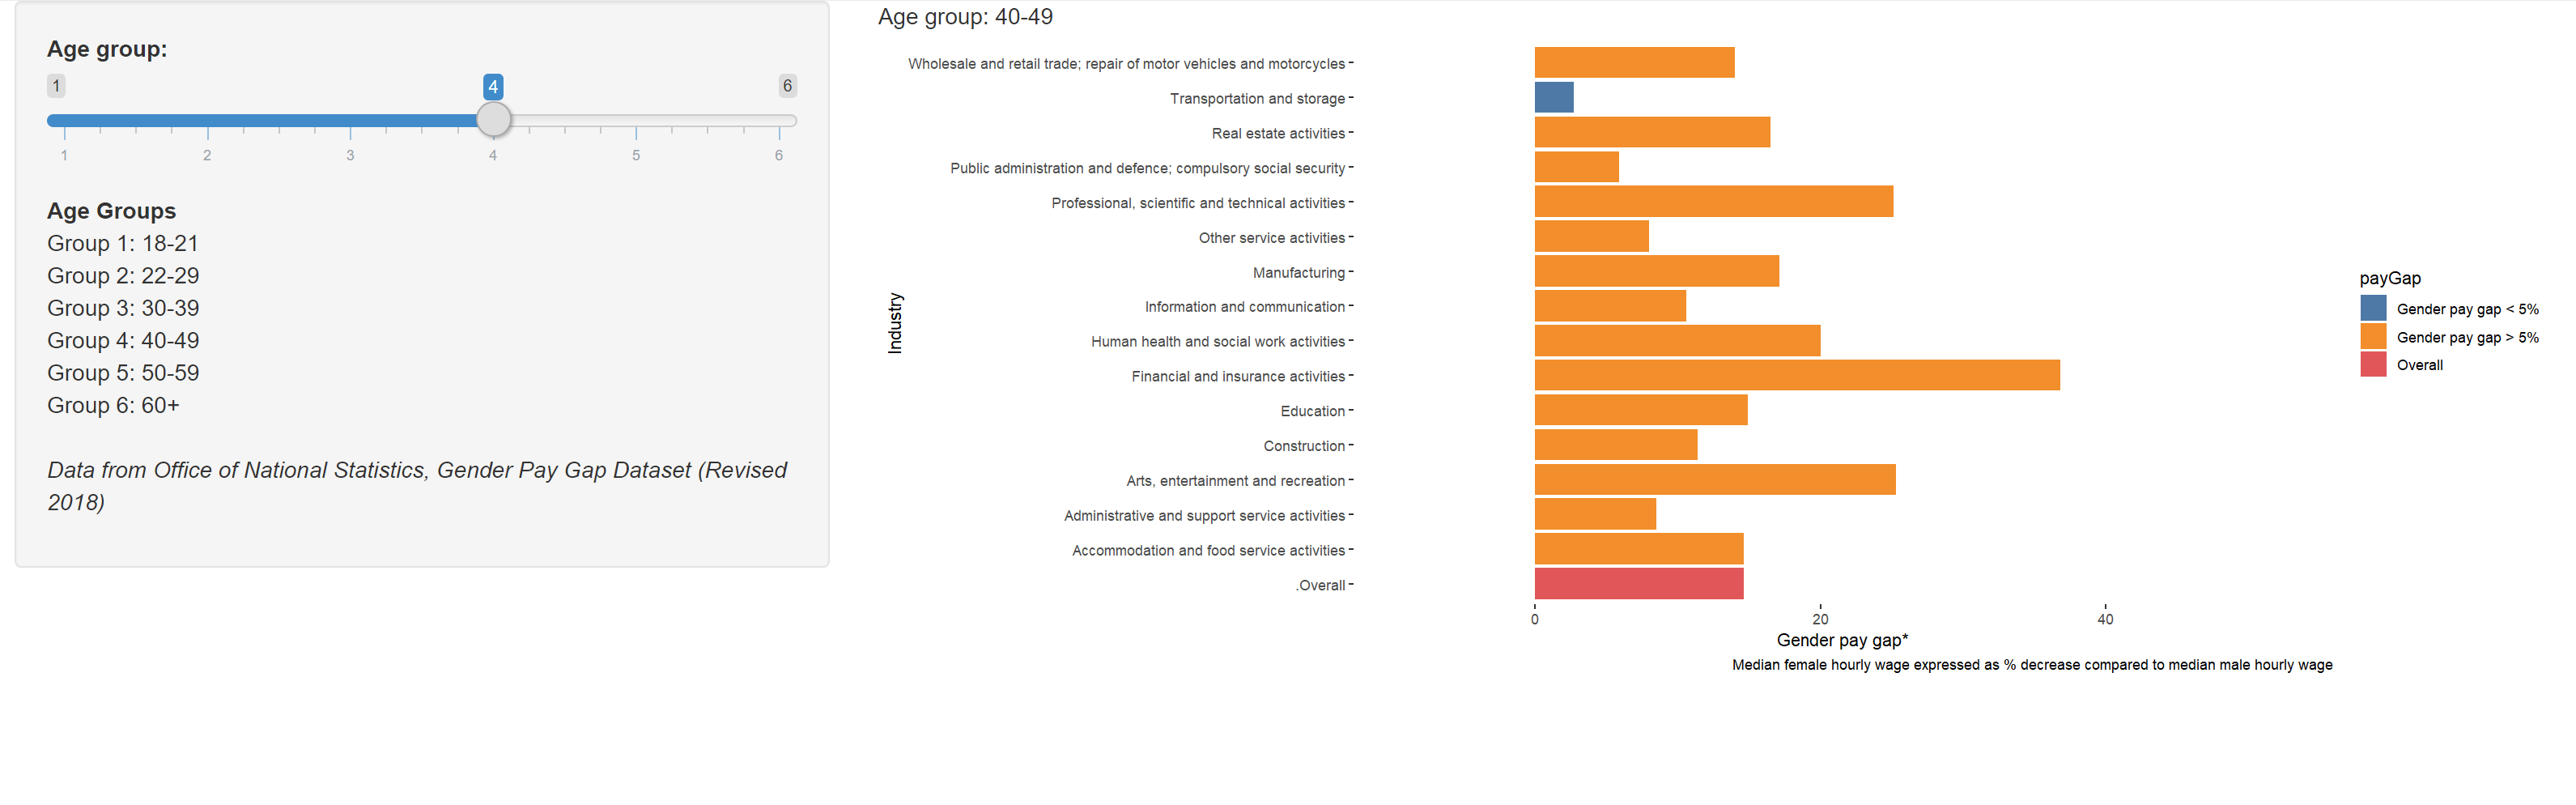 Age group:
1
4
6
1 2 3 4 5 6
Age Groups
Group 1: 18-21
Group 2: 22-29
Group 3: 30-39
Group 4: 40-49
Group 5: 50-59
Group 6: 60+
Data from Office of National Statistics, Gender Pay Gap Dataset (Revised
2018)
Age group: 40-49
Industry
Wholesale and retail trade; repair of motor vehicles and motorcycles
Transportation and storage
Real estate activities
Public administration and defence; compulsory social security
Professional, scientific and technical activities
Other service activities
Manufacturing
Information and communication
Human health and social work activities
Financial and insurance activities
Education
Construction
Arts, entertainment and recreation
Administrative and support service activities
Accommodation and food service activities
.Overall
0 20 40
Gender pay gap*
Median female hourly wage expressed as % decrease compared to median male hourly wage
payGap
Gender pay gap < 5%
Gender pay gap > 5%
Overall